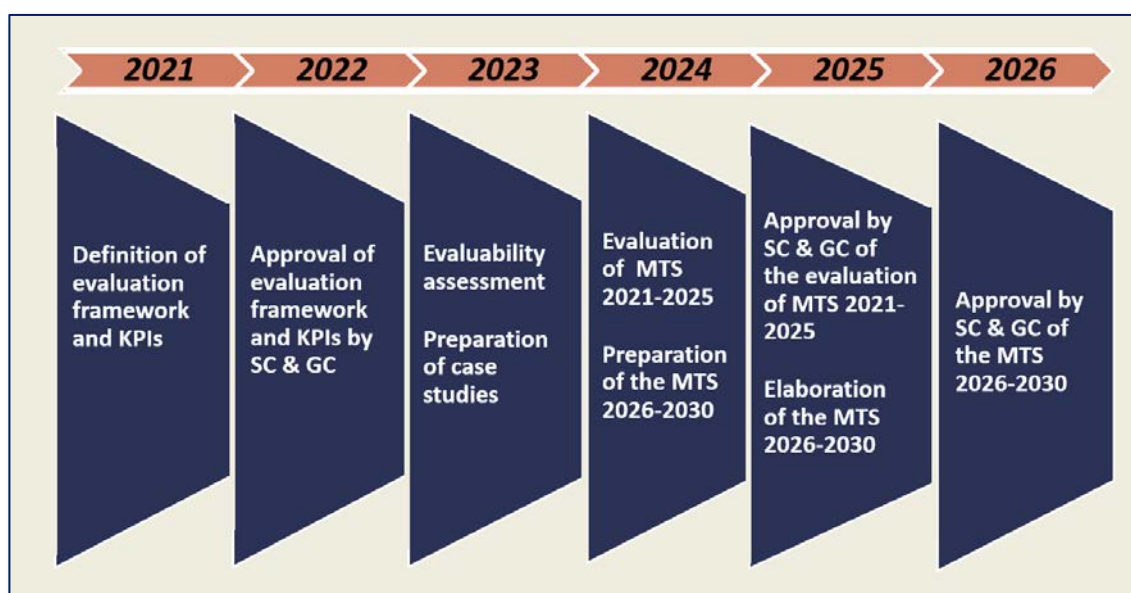 2021
2022
2023
2024
2025
2026
Definition of
evaluation
framework
and KPIs
Approval of
evaluation
framework
and KPIs by
SC & GC
Evaluability
assessment
Preparation
of case
studies
Evaluation
of MTS
2021-2025
Preparation
of the MTS
2026-2030
Approval by
SC & GC of
the evaluation
of MTS 2021-
2025
Elaboration
of the MTS
2026-2030
Approval by
SC & GC of
the MTS
2026-2030